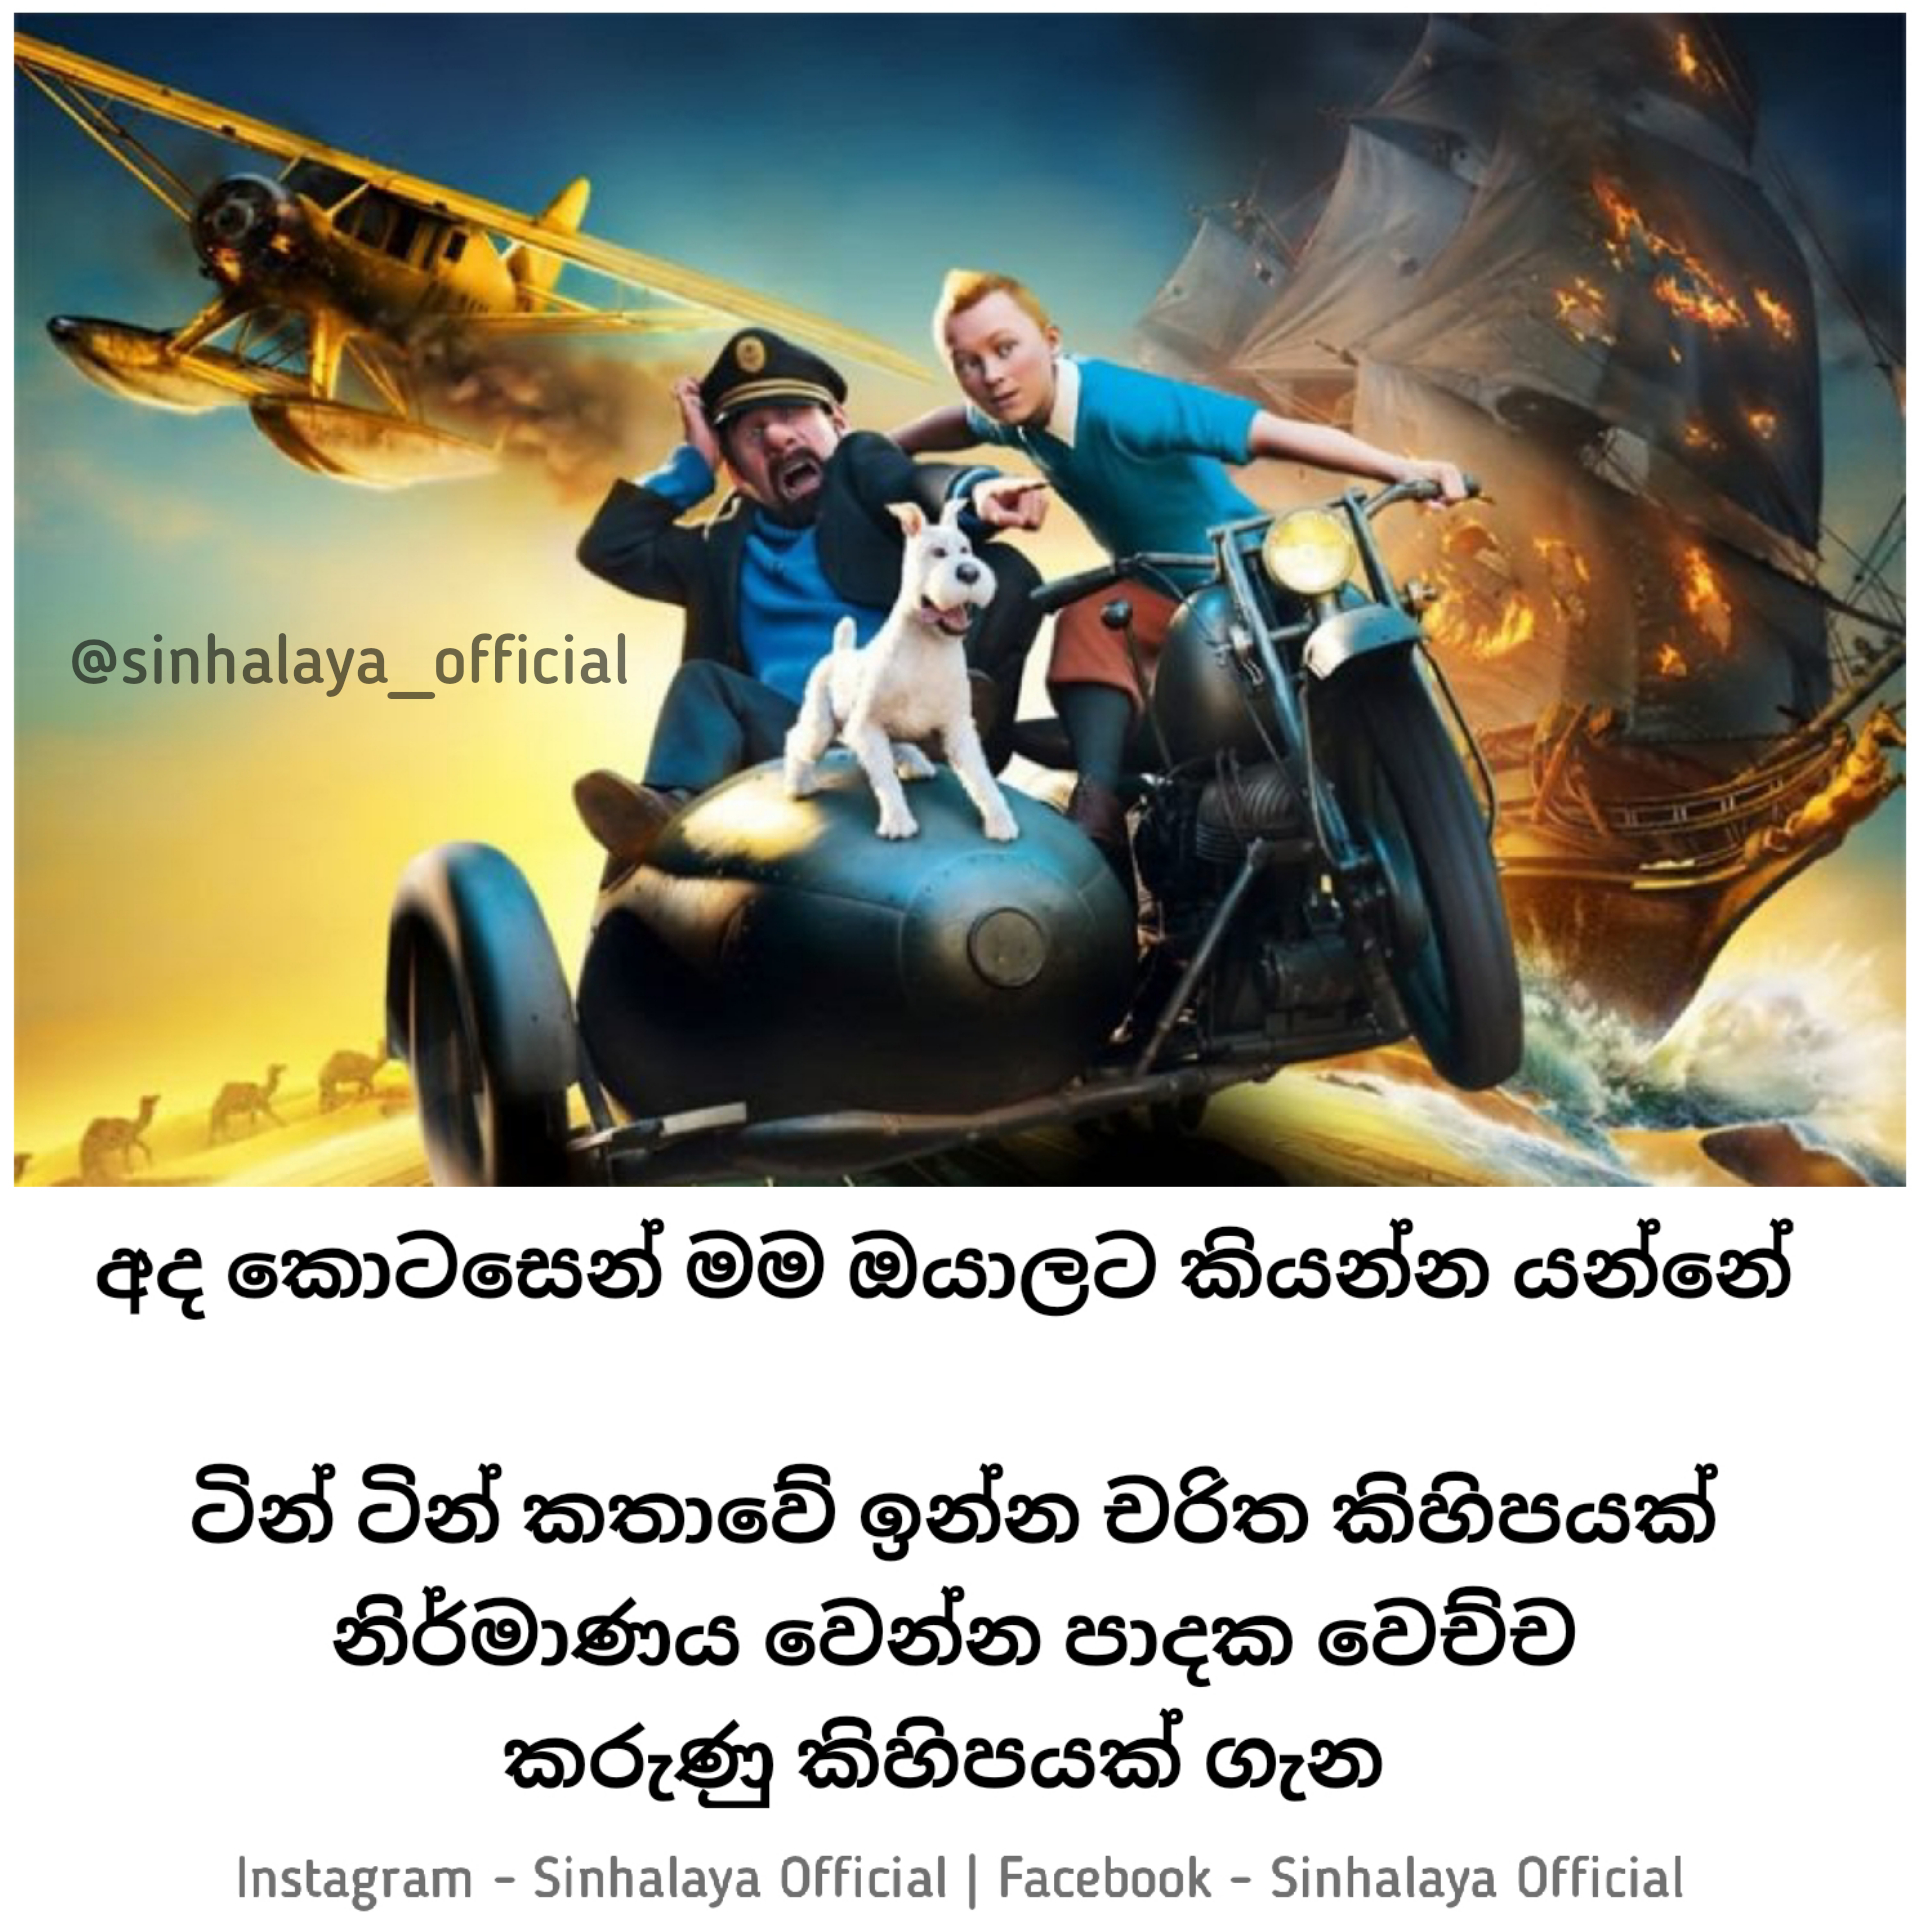 @sinhalaya_official
අද කොටසෙන් මම ඔයාලට කියන්න යන්නේ
ටින් ටින් කතාවේ ඉන්න චරිත කිහිපයක්
නිර්මාණය වෙන්න පාදක වෙච්ච
කරුණු කිහිපයක් ගැන
Instagram - Sinhalaya Official | Facebook - Sinhalaya Official